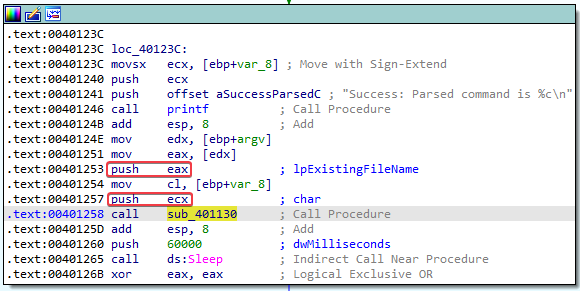 .text:0040123C
.text:0040123C loc_40123C:
.text:0040123C movsx ecx, [ebp+var_8] ; Move with Sign-Extend
.text:00401240 push ecx
.text:00401241 push offset aSuccessParsedC ; "Success: Parsed command is %c\n"
.text:00401246 call printf ; Call Procedure
.text:0040124B add esp, 8 ; Add
.text:0040124E mov edx, [ebp+argv]
.text:00401251 mov eax, [edx]
.text:00401253 push eax ; lpExistingFileName
.text:00401254 mov cl, [ebp+var_8]
.text:00401257 push ecx ; char
.text:00401258 call sub_401130 ; Call Procedure
.text:0040125D add esp, 8 ; Add
.text:00401260 push 60000 ; dwMilliseconds
.text:00401265 call ds:Sleep ; Indirect Call Near Procedure
.text:0040126B xor eax, eax ; Logical Exclusive OR